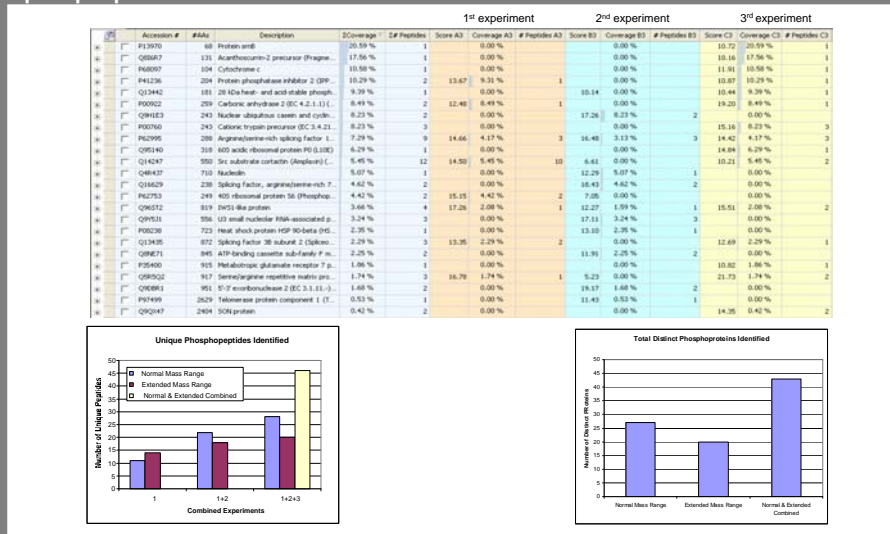 1st experiment 2nd experiment 3rd experiment
Accession # #AAs Description ΣCoverage Σ# Peptides Score A3 Coverage A3 # Peptides A3 Score B3 Coverage B3 # Peptides B3 Score C3 Coverage C3 # Peptides C3
P13970 68 Protein 20.59 % 1 0.00 % 0.00 % 10.72 20.59 % 1
131 Acanthoscurrin-2 precursor (Fragme... 17.56 % 1 0.00 % 0.00 % 10.16 17.56 % 1
P68097 104 Cytochrome c 10.58 % 1 0.00 % 0.00 % 11.91 10.58 % 1
P41236 204 Protein phosphatase inhibitor 2 (IPP... 10.29 % 2 13.67 9.31 % 1 0.00 % 10.87 10.29 % 1
Q13442 181 28 kDa heat- and acid-stable phosph... 9.39 % 1 0.00 % 10.14 0.00 % 10.44 9.39 % 1
P00922 259 Carbonic anhydrase 2 (EC 4.2.1.1) (... 8.49 % 2 12.48 8.49 % 1 0.00 % 19.20 8.49 % 1
Q9H1E3 243 Nuclear ubiquitous casein and cyclin... 8.23 % 2 0.00 % 17.26 8.23 % 2 0.00 %
P00760 243 Cationic trypsin precursor (EC 3.4.21... 8.23 % 3 0.00 % 0.00 % 15.16 8.23 % 3
P62995 288 Arginine/serine-rich splicing factor 1... 7.29 % 9 14.66 4.17 % 3 16.48 3.13 % 3 14.42 4.17 % 3
Q95140 318 60S acidic ribosomal protein P0 (L10E) 6.29 % 1 0.00 % 0.00 % 14.84 6.29 % 1
Q14247 550 Src substrate cortactin (Amplaxin) (... 5.45 % 12 14.50 5.45 % 10 6.61 0.00 % 10.21 5.45 % 2
Q4R437 710 Nucleolin 5.07 % 1 0.00 % 12.29 5.07 % 1 0.00 %
Q16629 238 Splicing factor, arginine/serine-rich 7... 4.62 % 2 0.00 % 18.43 4.62 % 2 0.00 %
P62753 249 40S ribosomal protein S6 (Phosphop... 4.42 % 2 15.15 4.42 % 2 7.05 0.00 % 0.00 %
Q96ST2 819 IWS1-like protein 3.66 % 4 17.26 2.08 % 1 12.27 1.59 % 1 15.51 2.08 % 2
Q9Y5J1 556 U3 small nucleolar RNA-associated p... 3.24 % 3 0.00 % 17.11 3.24 % 3 0.00 %
P08238 723 Heat shock protein HSP 90-beta (HS... 2.35 % 1 0.00 % 13.10 2.35 % 1 0.00 %
Q13435 872 Splicing Factor 3B subunit 2 (Spliceo... 2.29 % 3 13.35 2.29 % 2 0.00 % 12.69 2.29 % 1
Q8NE71 845 ATP-binding cassette sub-family F m... 2.25 % 2 0.00 % 11.91 2.25 % 2 0.00 %
P35400 915 Metabotropic glutamate receptor 7 p... 1.86 % 1 0.00 % 0.00 % 10.82 1.86 % 1
Q5R5Q2 917 Serine/arginine repetitive matrix pro... 1.74 % 3 16.78 1.74 % 1 5.23 0.00 % 21.73 1.74 % 2
951 5'-3' exoribonuclease 2 (EC 3.1.11.-)... 1.68 % 2 0.00 % 19.17 1.68 % 2 0.00 %
P97499 2629 Telomerase protein component 1 (T... 0.53 % 1 0.00 % 11.43 0.53 % 1 0.00 %
Q9QX47 2404 SON protein 0.42 % 2 0.00 % 0.00 % 14.35 0.42 % 2
Unique Phosphopeptides Identified
Number of Unique Peptides
50
45
40
35
30
25
20
15
10
5
0
Normal Mass Range
Extended Mass Range
Normal & Extended Combined
1 1+2 1+2+3
Combined Experiments
Total Distinct Phosphoproteins Identified
Number of Distinct PRoteins
50
45
40
35
30
25
20
15
10
5
0
Normal Mass Range Extended Mass Range Normal & Extended
Combined